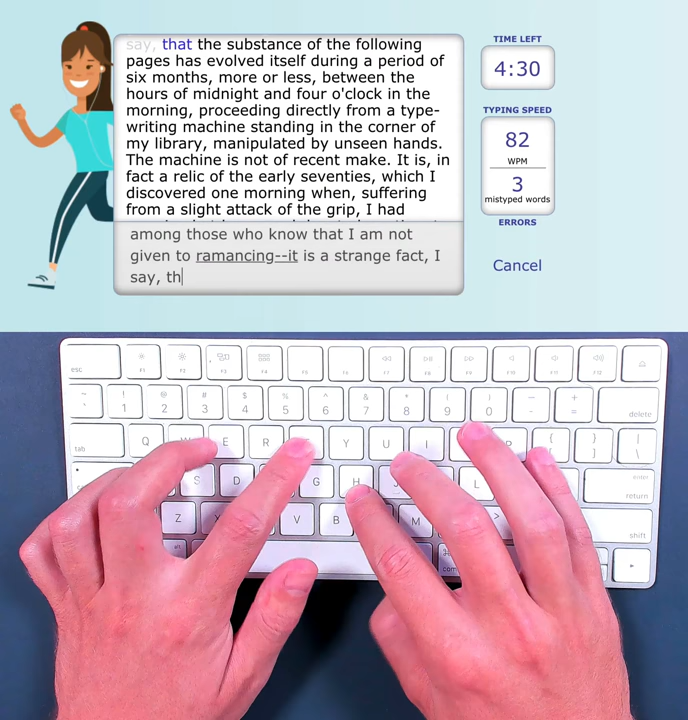 say, that the substance of the following
pages has evolved itself during a period of
six months, more or less, between the
hours of midnight and four o'clock in the
morning, proceeding directly from a type-
writing machine standing in the corner of
my library, manipulated by unseen hands.
The machine is not of recent make. It is, in
fact a relic of the early seventies, which I
discovered one morning when, suffering
from a slight attack of the grip, I had
among those who know that I am not
given to ramancing--it is a strange fact, I
say, th
TIME LEFT
4:30
TYPING SPEED
82
WPM
3
mistyped words
ERRORS
Cancel
esc F1 F2 F3 F4 F5 F6 F7 F8 F9 F10 F11 F12
~ ! @ # $ % ^ & * ( ) _ +
` 1 2 3 4 5 6 7 8 9 0 - = delete
tab Q W E R Y U I P { [ } ] | \
S D G H J L enter return
Z X V B M > shift
alt ⌘ com ►